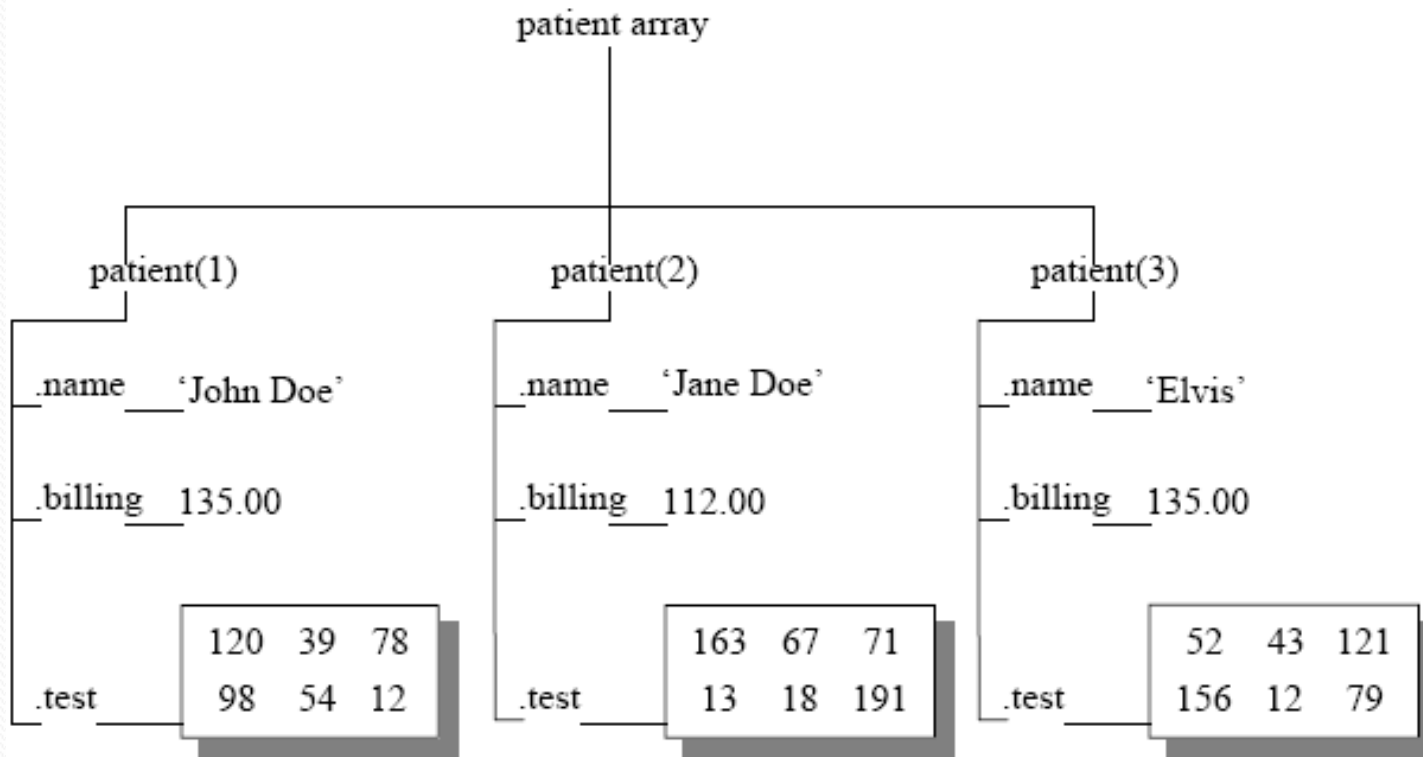 patient array
patient(1)
.name ‘John Doe’
.billing 135.00
.test
120 39 78
98 54 12
patient(2)
.name ‘Jane Doe’
.billing 112.00
.test
163 67 71
13 18 191
patient(3)
.name ‘Elvis’
.billing 135.00
.test
52 43 121
156 12 79